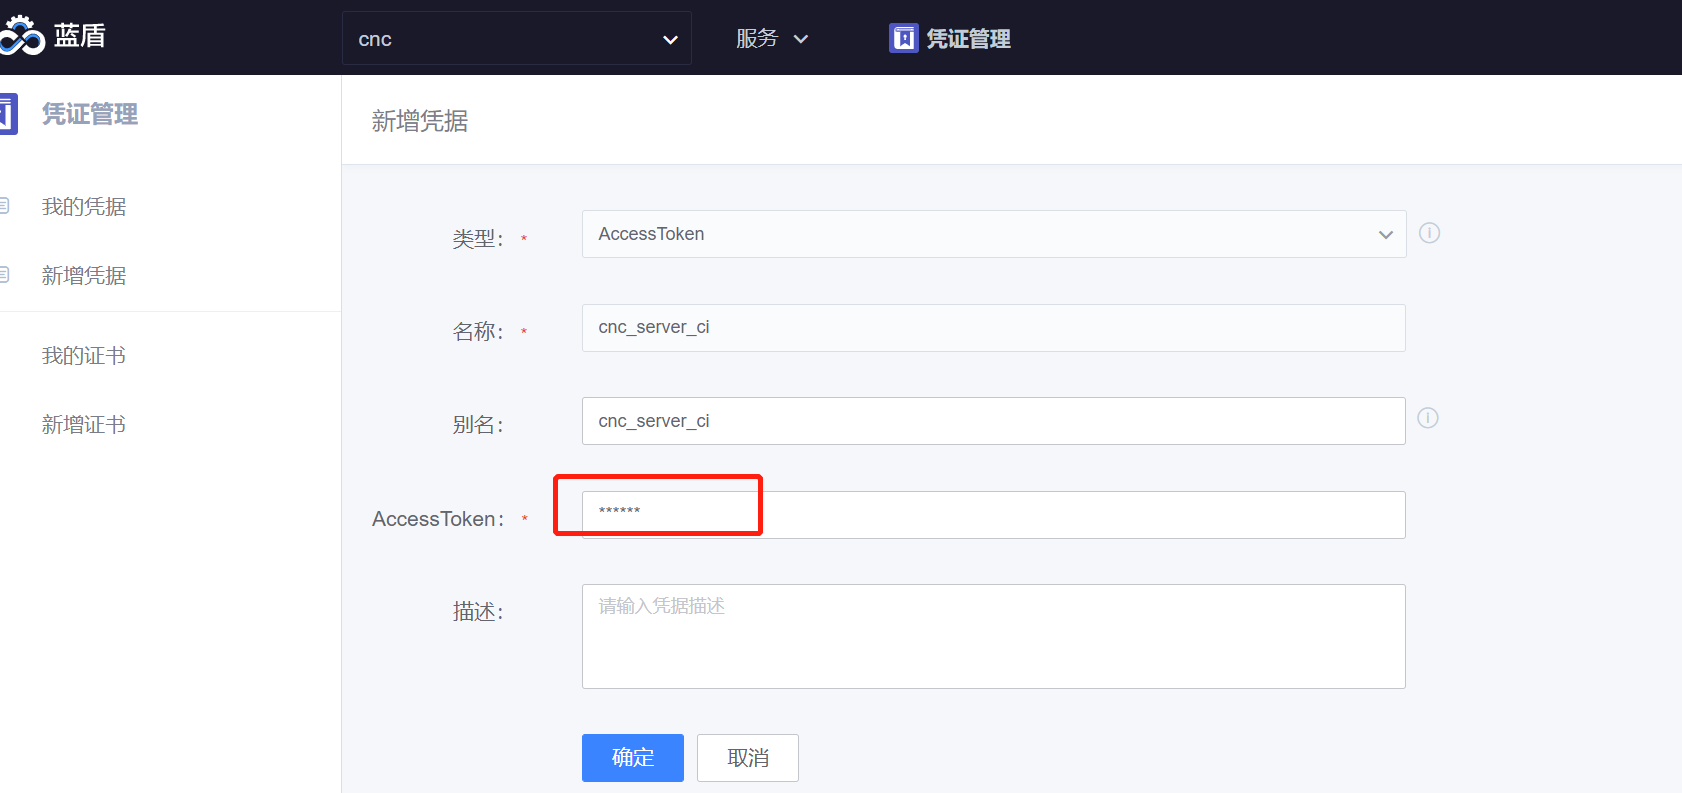 蓝盾
cnc
服务
凭证管理
凭证管理
我的凭据
新增凭据
我的证书
新增证书
新增凭据
类型： *
AccessToken
名称： *
cnc_server_ci
别名：
cnc_server_ci
AccessToken： *
******
描述：
请输入凭据描述
确定
取消